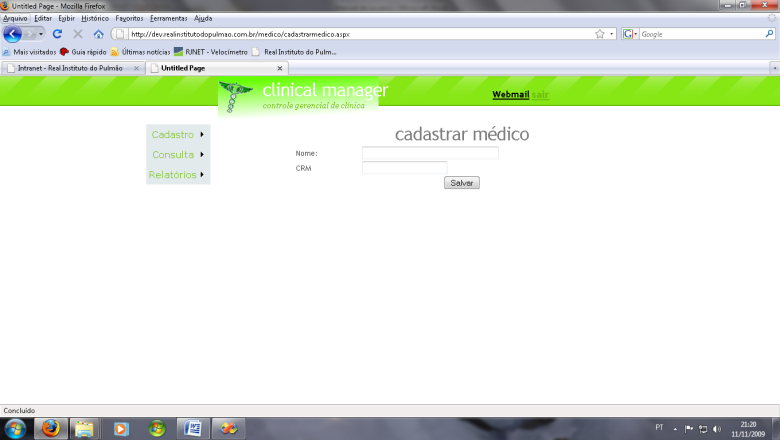 Untitled Page - Mozilla Firefox
Arquivo Editar Exibir Histórico Favoritos Ferramentas Ajuda
http://dev.realinstitutodopulmao.com.br/medico/cadastrarmedico.aspx
Google
Mais visitados Guia rápido Últimas notícias RJNET - Velocímetro Real Instituto do Pulm...
Intranet - Real Instituto do Pulmão Untitled Page
clinical manager
controle gerencial de clínica
Webmail sair
Cadastro
Consulta
Relatórios
cadastrar médico
Nome:
CRM
Salvar
Concluído
PT
21:20
11/11/2009